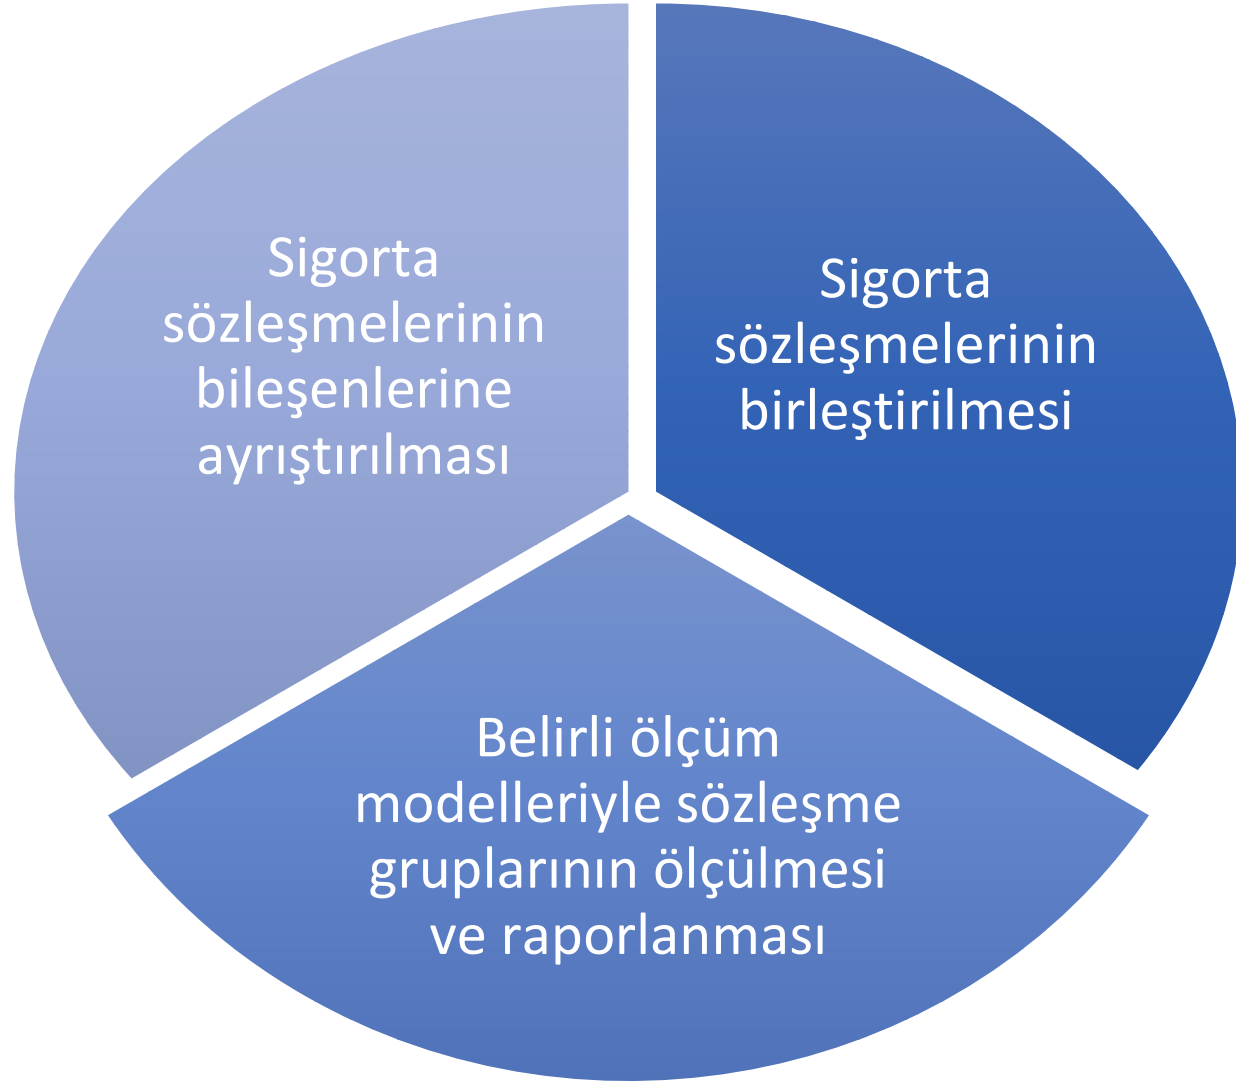 Sigorta
sözleşmelerinin
bileşenlerine
ayrıştırılması
Sigorta
sözleşmelerinin
birleştirilmesi
Belirli ölçüm
modelleriyle sözleşme
gruplarının ölçülmesi
ve raporlanması